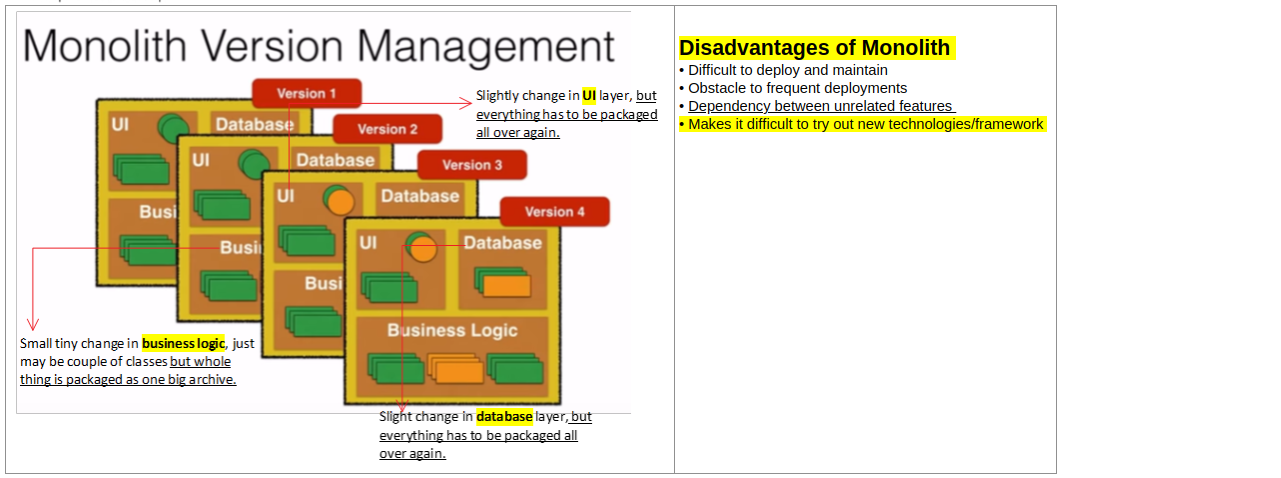 Monolith Version Management
Version 1
UI
Database
Busi
Version 2
UI
Database
Busi
Version 3
UI
Database
Busi
Version 4
UI
Database
Business Logic
Slightly change in UI layer, but
everything has to be packaged
all over again.
Small tiny change in business logic, just
may be couple of classes but whole
thing is packaged as one big archive.
Slight change in database layer, but
everything has to be packaged all
over again.
Disadvantages of Monolith
• Difficult to deploy and maintain
• Obstacle to frequent deployments
• Dependency between unrelated features
• Makes it difficult to try out new technologies/framework